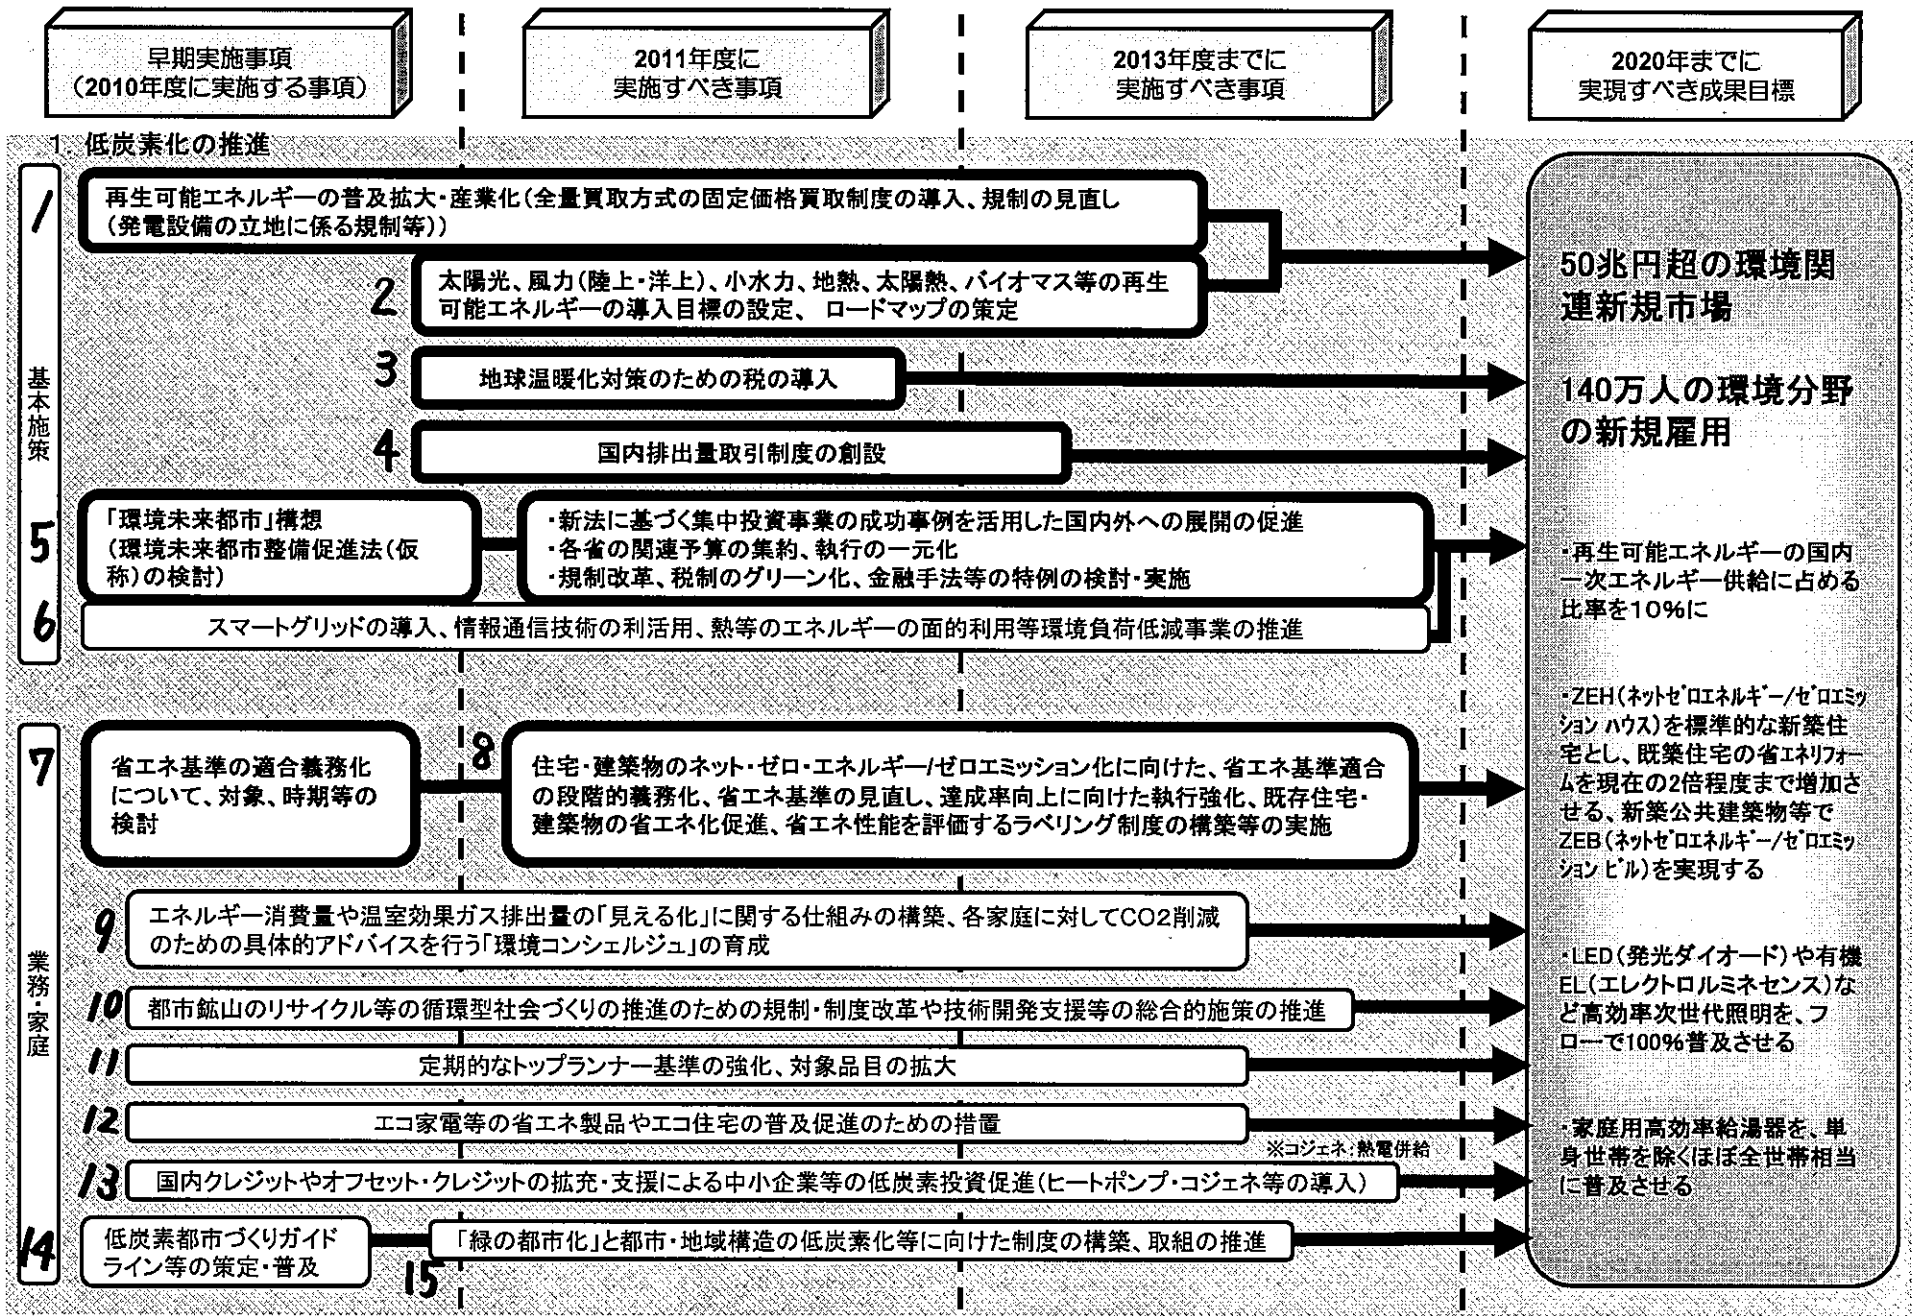 早期実施事項
(2010年度に実施する事項)
2011年度に
実施すべき事項
2013年度までに
実施すべき事項
2020年までに
実現すべき成果目標
1. 低炭素化の推進
基本施策
1
再生可能エネルギーの普及拡大・産業化(全量買取方式の固定価格買取制度の導入、規制の見直し
(発電設備の立地に係る規制等))
2
太陽光、風力(陸上・洋上)、小水力、地熱、太陽熱、バイオマス等の再生
可能エネルギーの導入目標の設定、 ロードマップの策定
3
地球温暖化対策のための税の導入
4
国内排出量取引制度の創設
5
「環境未来都市」構想
(環境未来都市整備促進法(仮
称)の検討)
・新法に基づく集中投資事業の成功事例を活用した国内外への展開の促進
・各省の関連予算の集約、執行の一元化
・規制改革、税制のグリーン化、金融手法等の特例の検討・実施
6
スマートグリッドの導入、情報通信技術の利活用、熱等のエネルギーの面的利用等環境負荷低減事業の推進
業務・家庭
7
省エネ基準の適合義務化
について、対象、時期等の
検討
8
住宅・建築物のネット・ゼロ・エネルギー/ゼロエミッション化に向けた、省エネ基準適合
の段階的義務化、省エネ基準の見直し、達成率向上に向けた執行強化、既存住宅・
建築物の省エネ化促進、省エネ性能を評価するラベリング制度の構築等の実施
9
エネルギー消費量や温室効果ガス排出量の「見える化」に関する仕組みの構築、各家庭に対してCO2削減
のための具体的アドバイスを行う「環境コンシェルジュ」の育成
10
都市鉱山のリサイクル等の循環型社会づくりの推進のための規制・制度改革や技術開発支援等の総合的施策の推進
11
定期的なトップランナー基準の強化、対象品目の拡大
12
エコ家電等の省エネ製品やエコ住宅の普及促進のための措置
※コジェネ:熱電併給
13
国内クレジットやオフセット・クレジットの拡充・支援による中小企業等の低炭素投資促進(ヒートポンプ・コジェネ等の導入)
14
低炭素都市づくりガイド
ライン等の策定・普及
15
「緑の都市化」と都市・地域構造の低炭素化等に向けた制度の構築、取組の推進
50兆円超の環境関
連新規市場
140万人の環境分野
の新規雇用
・再生可能エネルギーの国内
一次エネルギー供給に占める
比率を10%に
・ZEH(ネットゼロエネルギー/ゼロエミッ
ション ハウス)を標準的な新築住
宅とし、既築住宅の省エネリフォー
ムを現在の2倍程度まで増加さ
せる、新築公共建築物等で
ZEB(ネットゼロエネルギー/ゼロエミッ
ション ビル)を実現する
・LED(発光ダイオード)や有機
EL(エレクトロルミネセンス)な
ど高効率次世代照明を、フ
ローで100%普及させる
・家庭用高効率給湯器を、単
身世帯を除くほぼ全世帯相当
に普及させる